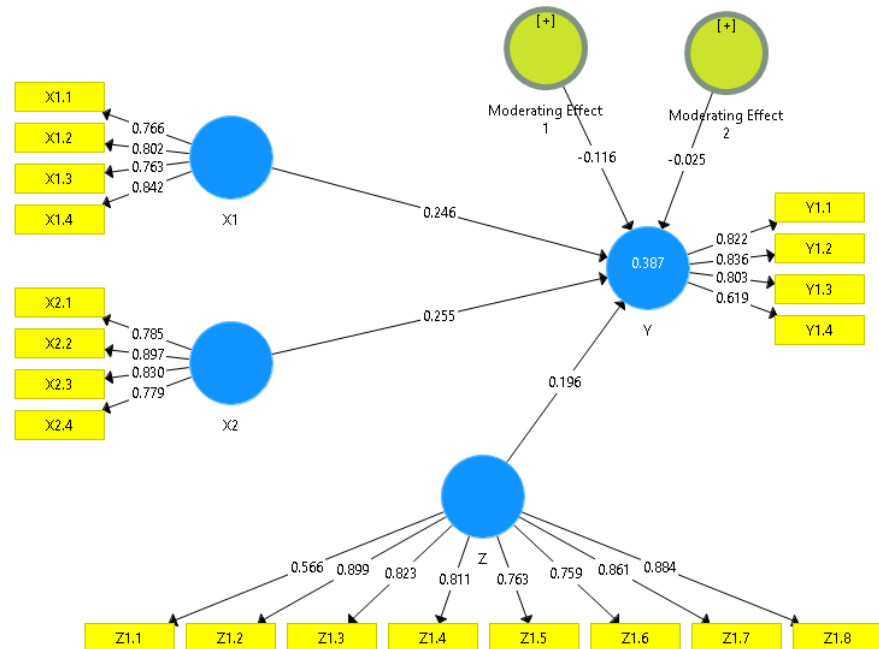 [+]
[+]
Moderating Effect
1
Moderating Effect
2
-0.116
-0.025
X1.1
X1.2
X1.3
X1.4
0.766
0.802
0.763
0.842
X1
0.246
X2.1
X2.2
X2.3
X2.4
0.785
0.897
0.830
0.779
X2
0.255
0.387
Y
0.822
0.836
0.803
0.619
Y1.1
Y1.2
Y1.3
Y1.4
0.196
Z
0.566
0.899
0.823
0.811
0.763
0.759
0.861
0.884
Z1.1
Z1.2
Z1.3
Z1.4
Z1.5
Z1.6
Z1.7
Z1.8